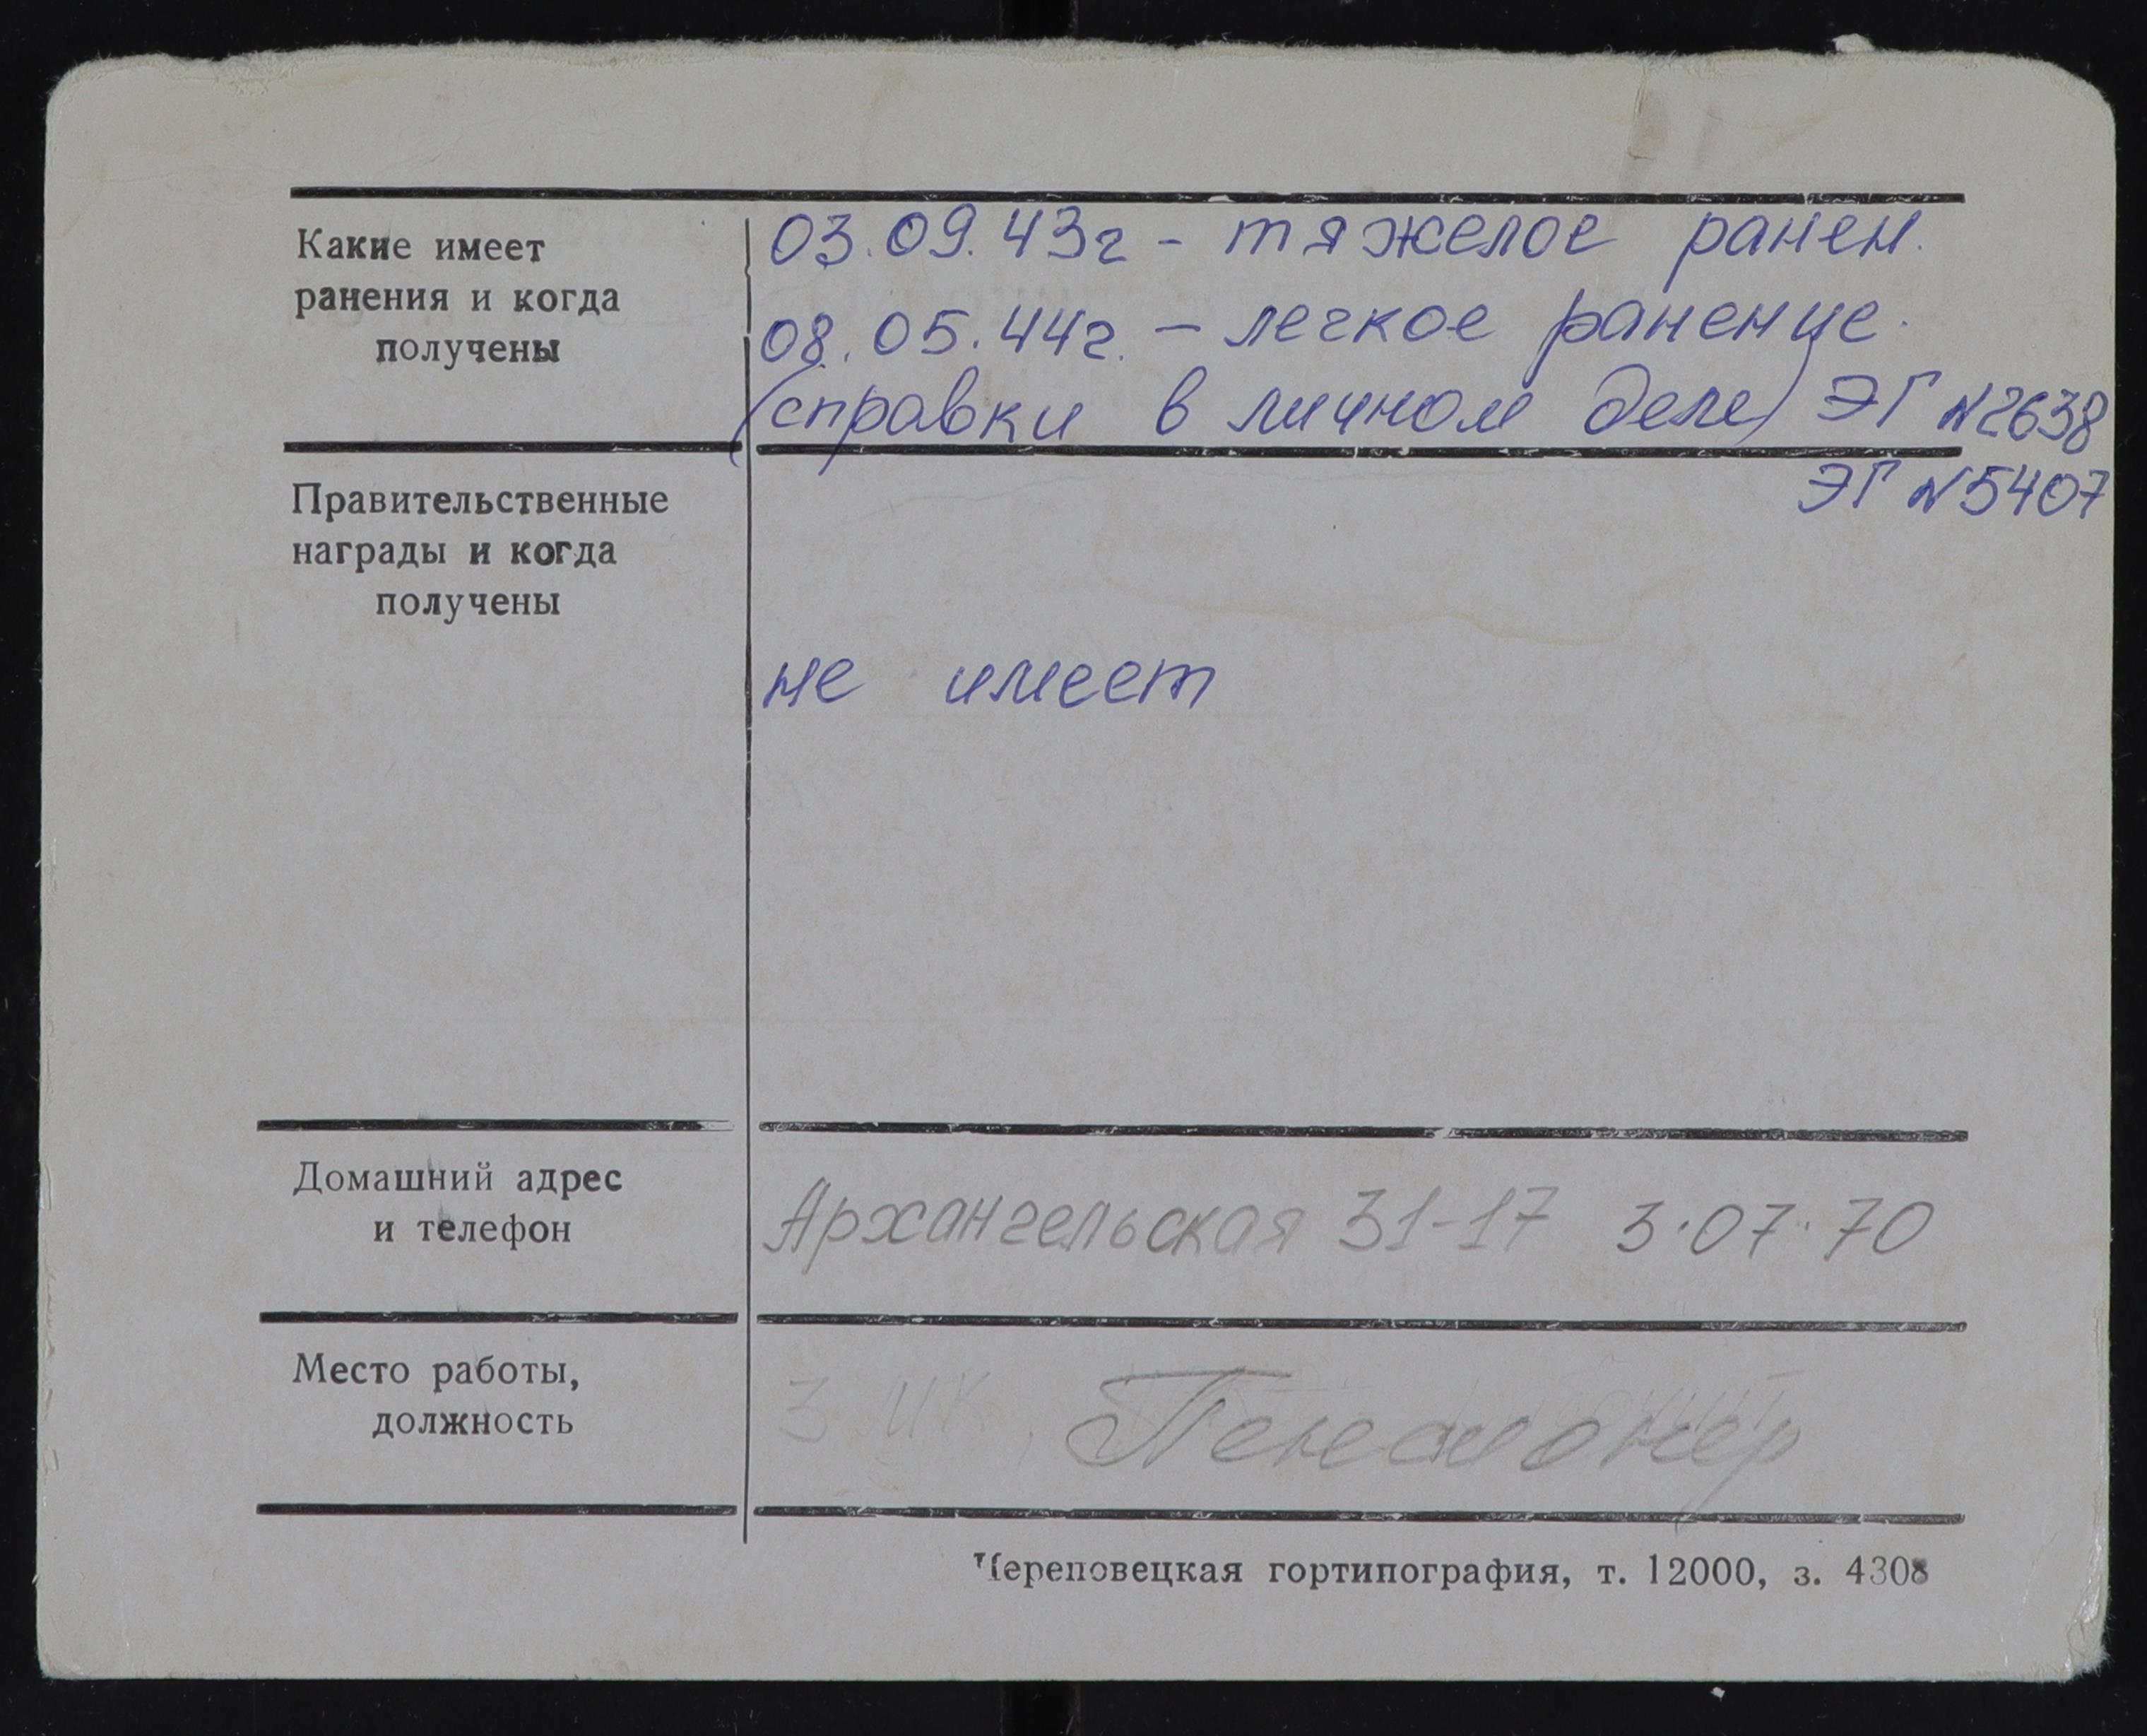 Какие имеет
ранения и когда
получены
03.09.43г - тяжелое ранен.
08.05.44г. - легкое ранение.
(справки в личном деле) ЭГ №2638
ЭГ №5407
Правительственные
награды и когда
получены
не имеет
Домашний адрес
и телефон
Архангельская 31-17 3.07.70
Место работы,
должность
Пенсионер
Череповецкая гортипография, т. 12000, з. 4308